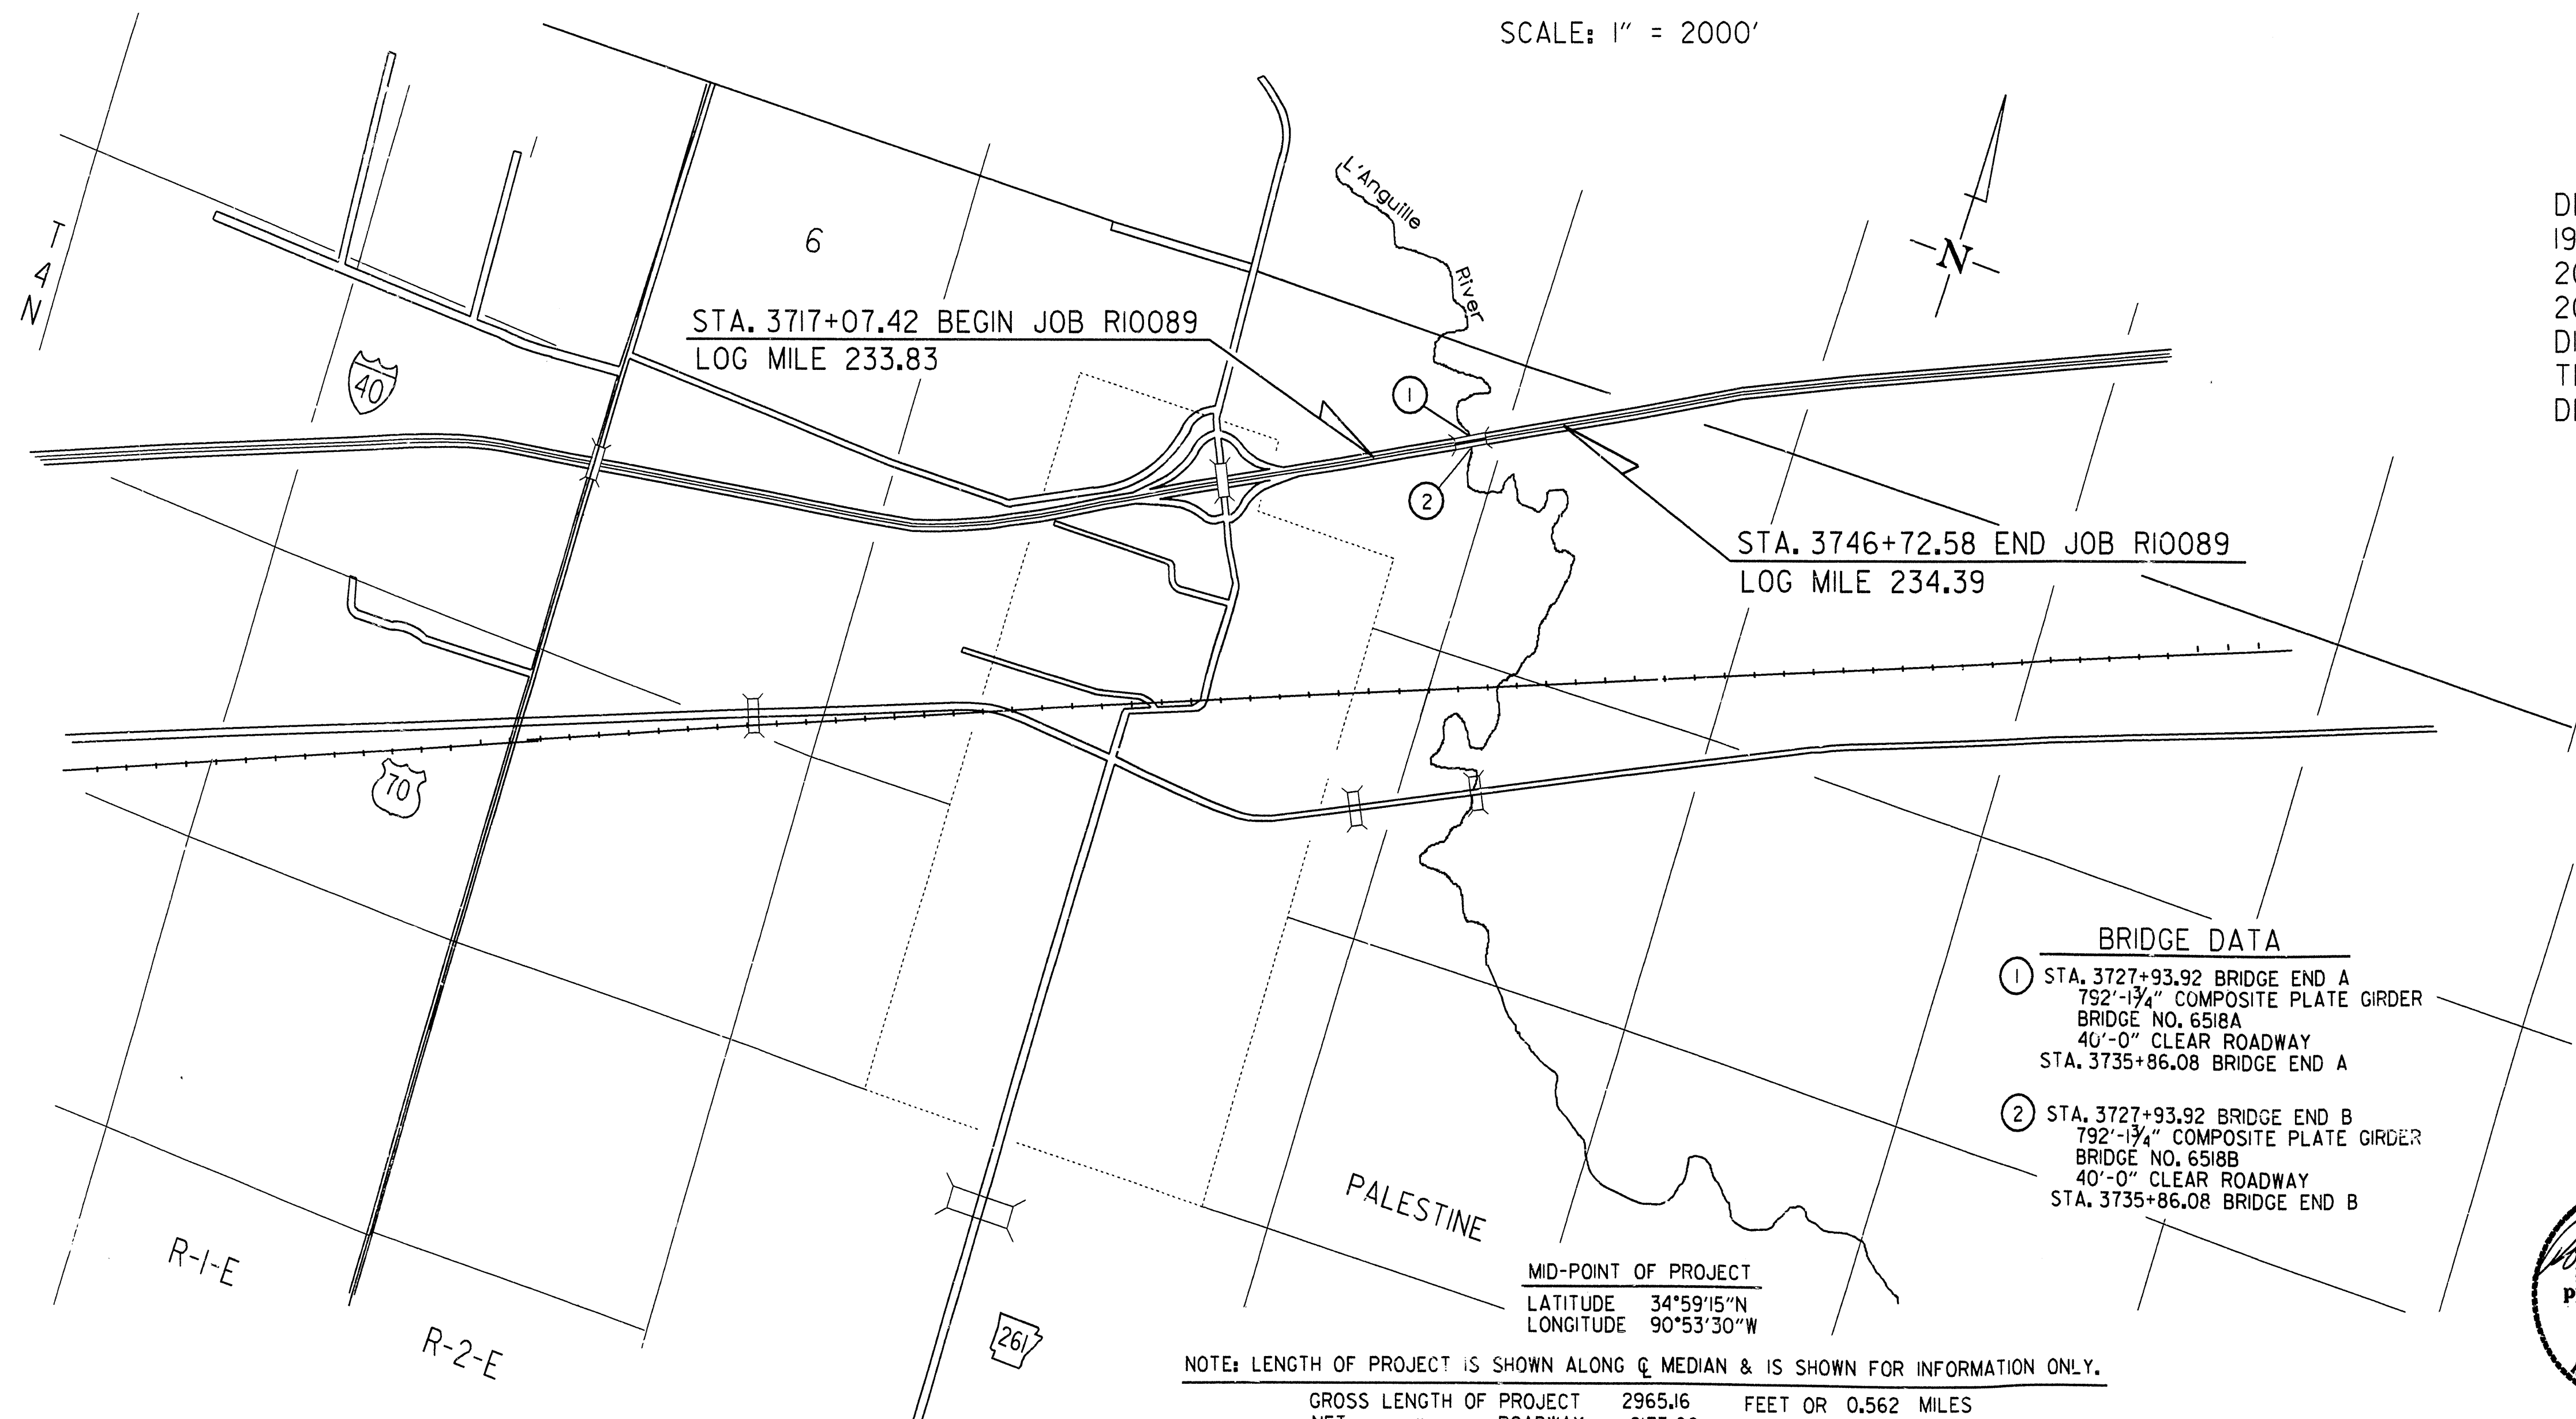 SCALE: 1" = 2000'
T
4
N
6
L'Anguille
River
N
STA. 3717+07.42 BEGIN JOB R10089
LOG MILE 233.83
40
1
2
STA. 3746+72.58 END JOB R10089
LOG MILE 234.39
70
BRIDGE DATA
1 STA. 3727+93.92 BRIDGE END A
792'-1¾" COMPOSITE PLATE GIRDER
BRIDGE NO. 6518A
40'-0" CLEAR ROADWAY
STA. 3735+86.08 BRIDGE END A
2 STA. 3727+93.92 BRIDGE END B
792'-1¾" COMPOSITE PLATE GIRDER
BRIDGE NO. 6518B
40'-0" CLEAR ROADWAY
STA. 3735+86.08 BRIDGE END B
PALESTINE
R-1-E
R-2-E
261
MID-POINT OF PROJECT
LATITUDE 34°59'15"N
LONGITUDE 90°53'30"W
NOTE: LENGTH OF PROJECT IS SHOWN ALONG ℄ MEDIAN & IS SHOWN FOR INFORMATION ONLY.
GROSS LENGTH OF PROJECT 2965.16 FEET OR 0.562 MILES